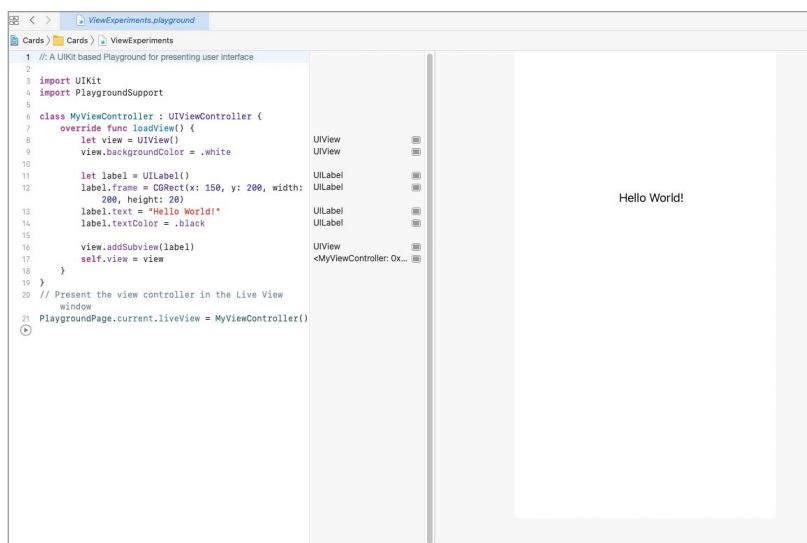 ViewExperiments.playground
Cards 〉 Cards 〉 ViewExperiments
1 //: A UIKit based Playground for presenting user interface
2
3 import UIKit
4 import PlaygroundSupport
5
6 class MyViewController : UIViewController {
7 override func loadView() {
8 let view = UIView() UIView
9 view.backgroundColor = .white UIView
10
11 let label = UILabel() UILabel
12 label.frame = CGRect(x: 150, y: 200, width: UILabel
200, height: 20)
13 label.text = "Hello World!" UILabel
14 label.textColor = .black UILabel
15
16 view.addSubview(label) UIView
17 self.view = view <MyViewController: 0x...
18 }
19 }
20 // Present the view controller in the Live View
window
21 PlaygroundPage.current.liveView = MyViewController()
Hello World!